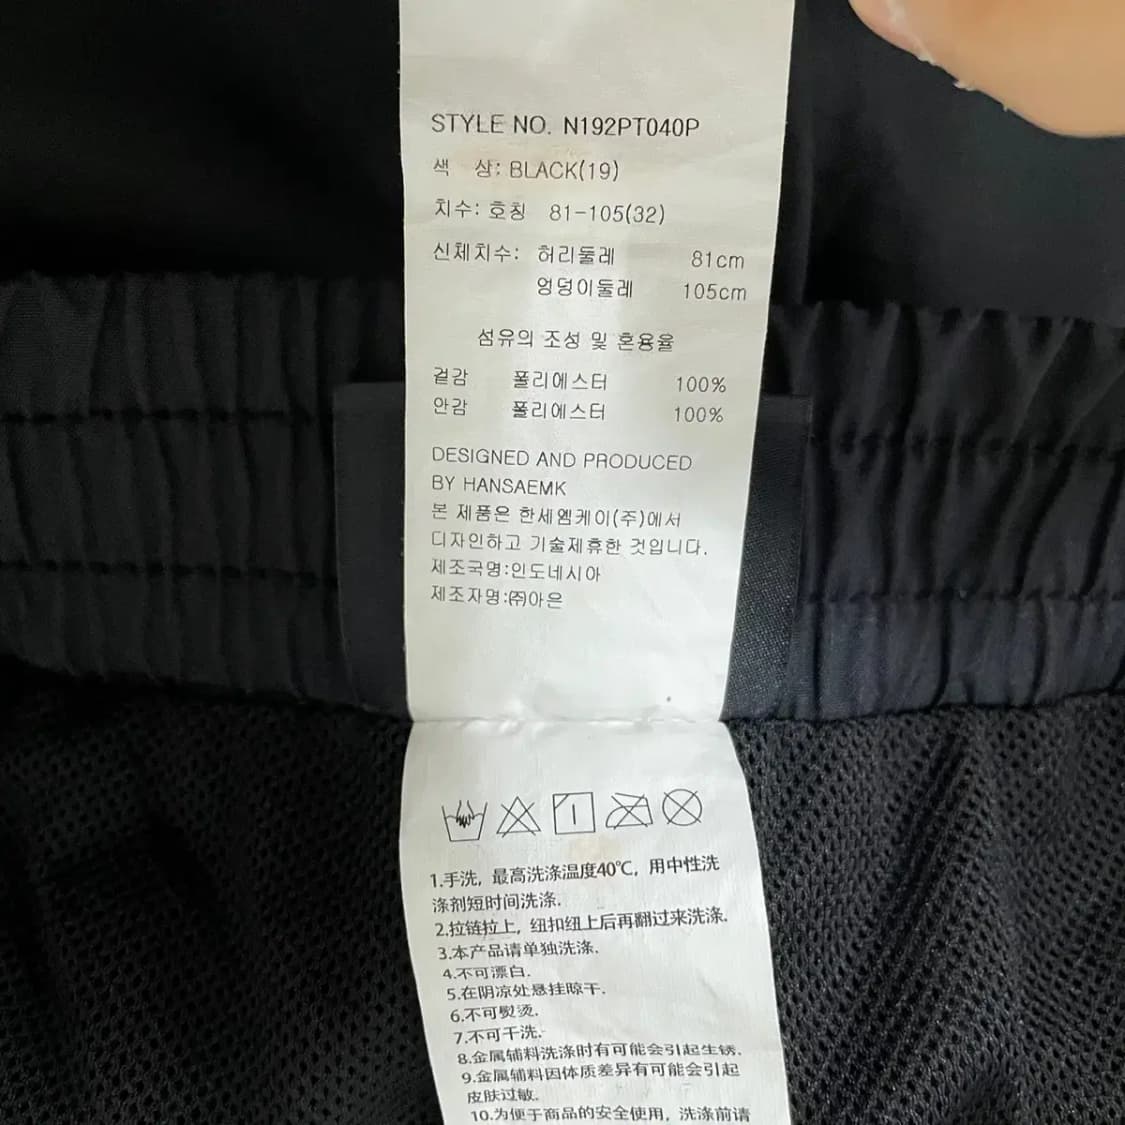 STYLE NO. N192PT040P
색 상: BLACK(19)
치수: 호칭 81-105(32)
신체치수: 허리둘레 81cm
엉덩이둘레 105cm
섬유의 조성 및 혼용율
겉감 폴리에스터 100%
안감 폴리에스터 100%
DESIGNED AND PRODUCED
BY HANSAEMK
본 제품은 한세엠케이(주)에서
디자인하고 기술제휴한 것입니다.
제조국명:인도네시아
제조자명:㈜아은
1.手洗，最高洗涤温度40℃，用中性洗
涤剂短时间洗涤.
2.拉链拉上，纽扣纽上后再翻过来洗涤.
3.本产品请单独洗涤.
4.不可漂白.
5.在阴凉处悬挂晾干.
6.不可熨烫.
7.不可干洗.
8.金属辅料洗涤时有可能会引起生锈.
9.金属辅料因体质差异有可能会引起
皮肤过敏.
10.为便于商品的安全使用，洗涤前请